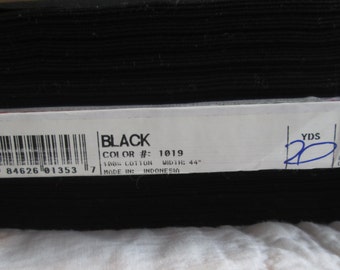 BLACK
COLOR #: 1019
100% COTTON WIDTH: 44"
MADE IN: INDONESIA
YDS
20
84626 01353 7